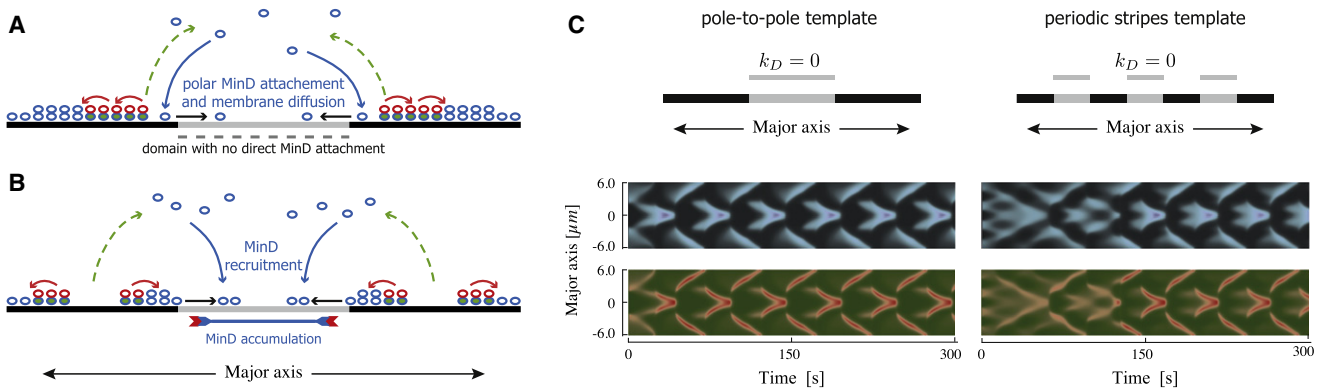 A
polar MinD attachement
and membrane diffusion
domain with no direct MinD attachment
B
MinD
recruitment
MinD accumulation
Major axis
C
pole-to-pole template
periodic stripes template
k_D = 0
k_D = 0
Major axis
Major axis
Major axis [μm]
6.0
0
-6.0
6.0
0
-6.0
0
150
300
0
150
300
Time [s]
Time [s]